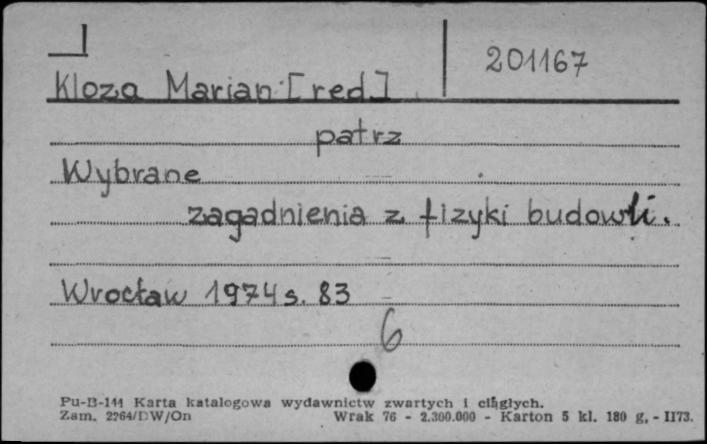 201167
Kloza Marian [red]
patrz
Wybrane
zagadnienia z fizyki budowli.
Wrocław 1974 s. 83
6
Pu-B-144 Karta katalogowa wydawnictw zwartych i ciągłych.
Zam. 2264/DW/On Wrak 76 - 2.300.000 - Karton 5 kl. 180 g, - II73.